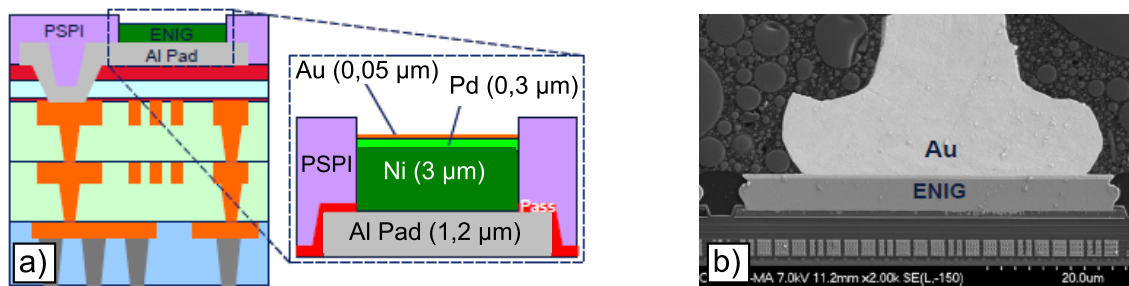 PSPI
ENIG
Al Pad
Au (0,05 µm)
Pd (0,3 µm)
PSPI
Ni (3 µm)
Pass
Al Pad (1,2 µm)
a)
Au
ENIG
b)
-MA 7.0kV 11.2mm x2.00k SE(L,-150)
20.0um